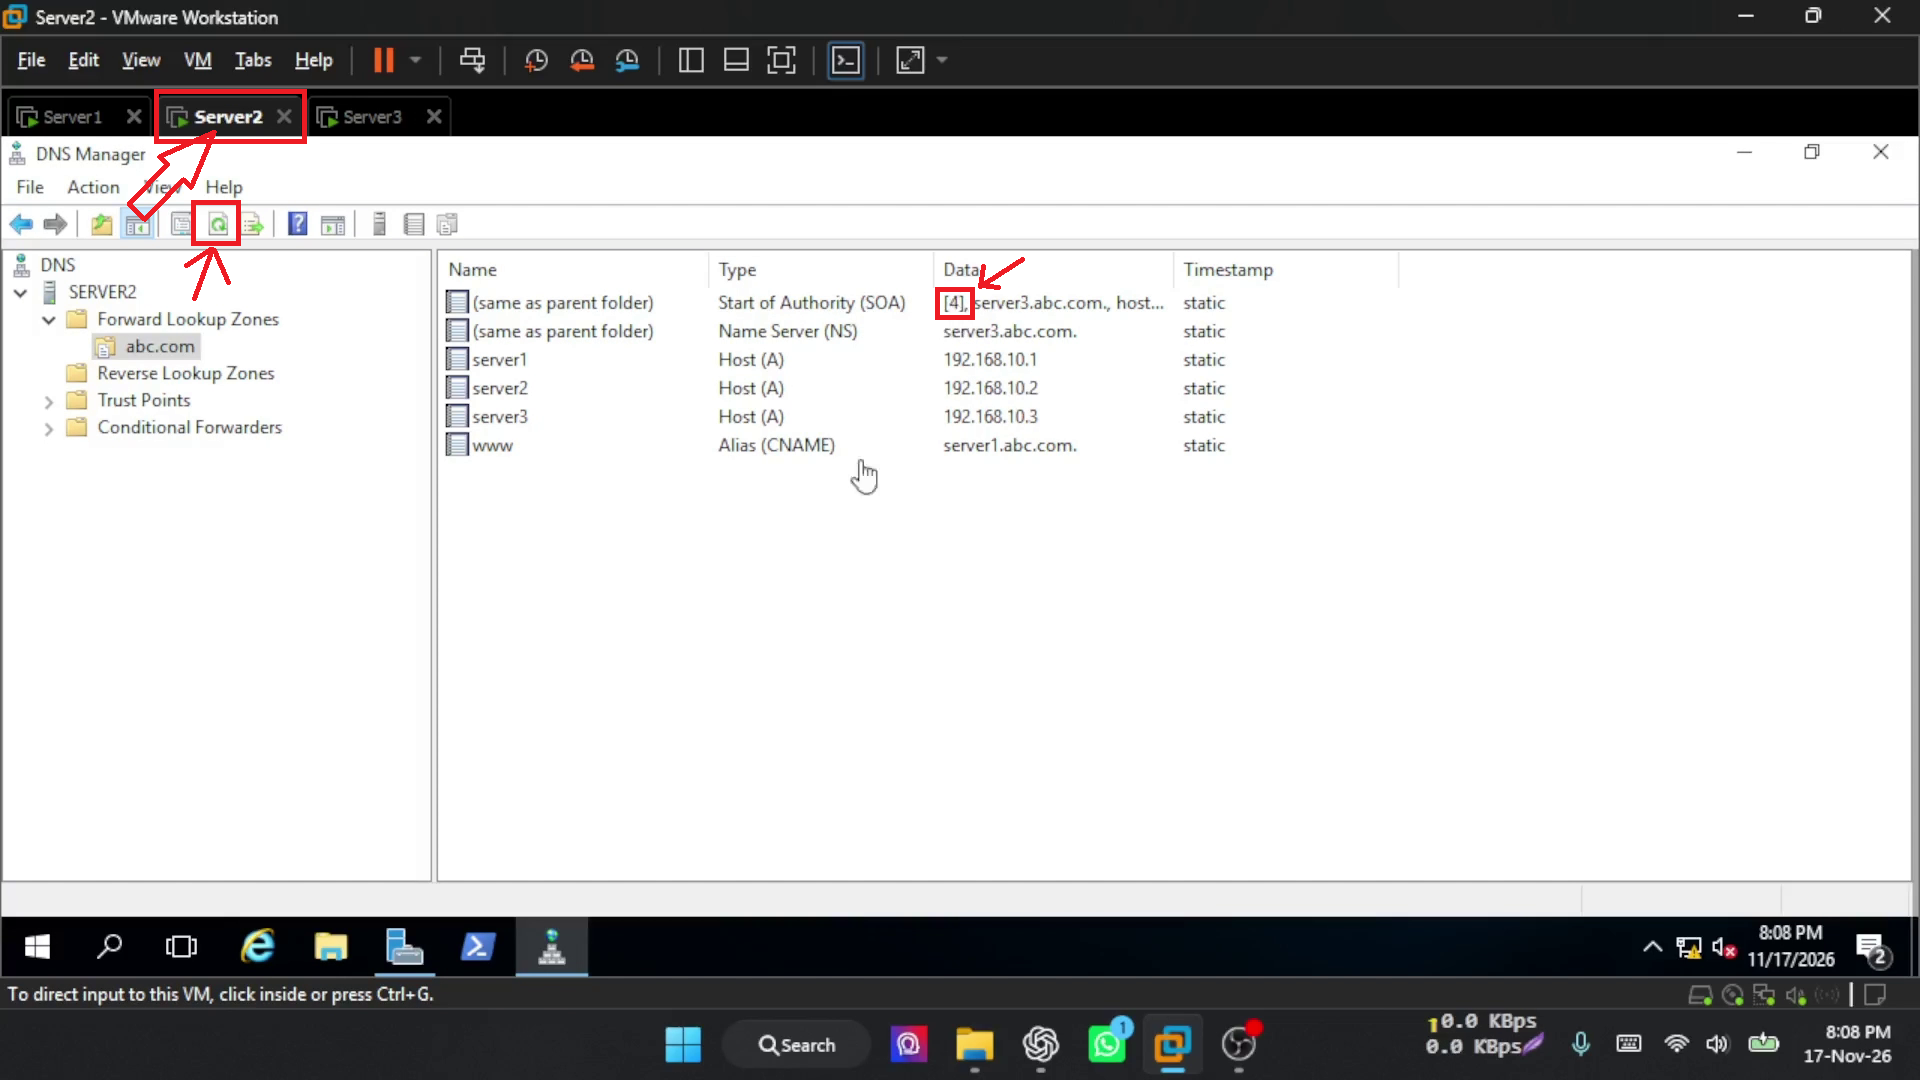 Server2 - VMware Workstation
File Edit View VM Tabs Help
Server1 Server2 Server3
DNS Manager
File Action View Help
DNS
SERVER2
Forward Lookup Zones
abc.com
Reverse Lookup Zones
Trust Points
Conditional Forwarders
Name Type Data Timestamp
(same as parent folder) Start of Authority (SOA) [4], server3.abc.com., host... static
(same as parent folder) Name Server (NS) server3.abc.com. static
server1 Host (A) 192.168.10.1 static
server2 Host (A) 192.168.10.2 static
server3 Host (A) 192.168.10.3 static
www Alias (CNAME) server1.abc.com. static
8:08 PM
11/17/2026
2
To direct input to this VM, click inside or press Ctrl+G.
Search
1
0.0 KBps
0.0 KBps
8:08 PM
17-Nov-26